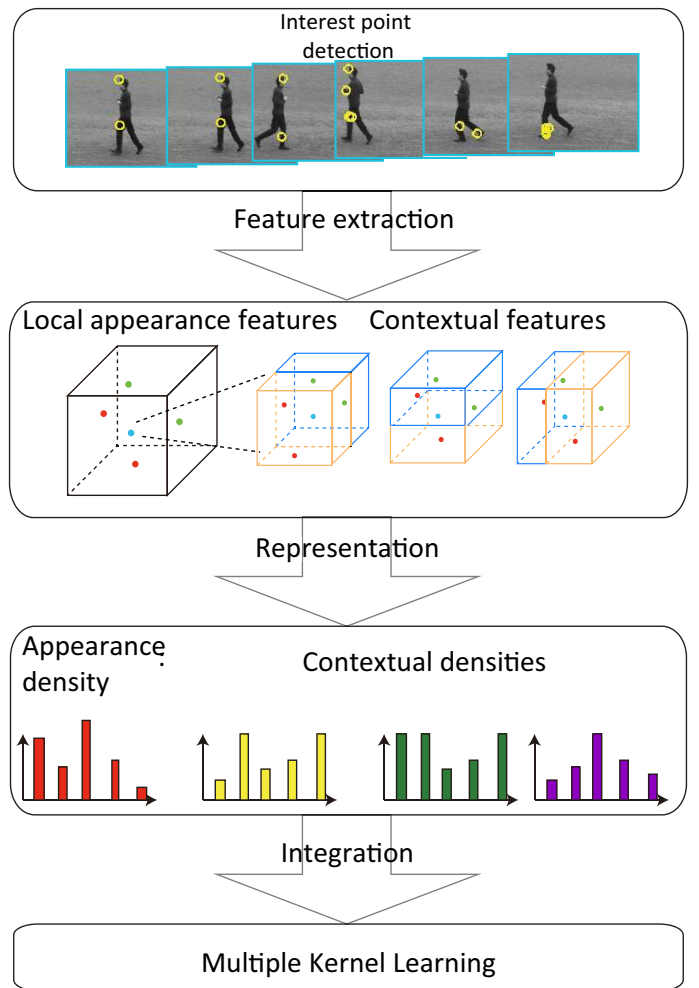 Interest point
detection
Feature extraction
Local appearance features
Contextual features
Representation
Appearance
density
:
Contextual densities
Integration
Multiple Kernel Learning